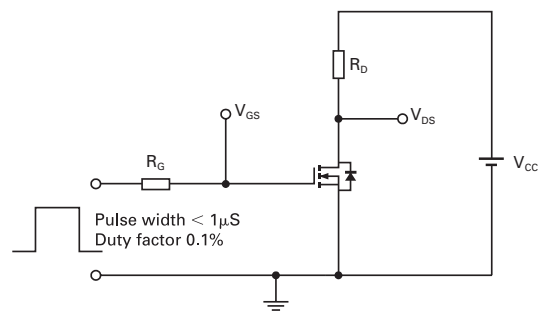 R_D
V_GS
V_DS
R_G
V_CC
Pulse width < 1µS
Duty factor 0.1%